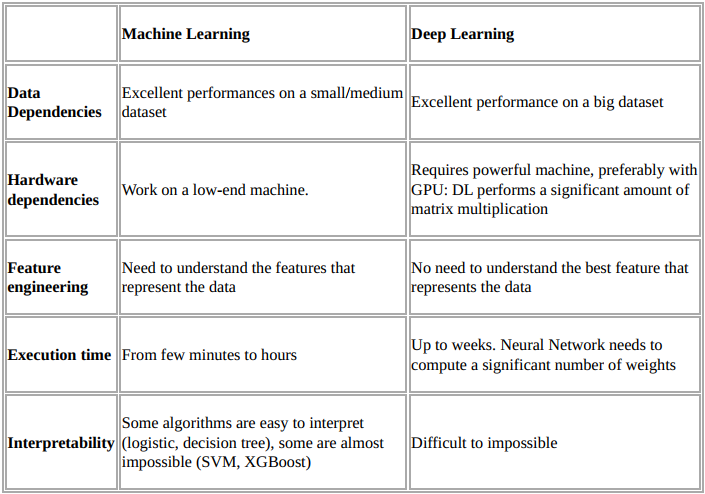 Machine Learning
Deep Learning
Data
Dependencies
Excellent performances on a small/medium
dataset
Excellent performance on a big dataset
Hardware
dependencies
Work on a low-end machine.
Requires powerful machine, preferably with
GPU: DL performs a significant amount of
matrix multiplication
Feature
engineering
Need to understand the features that
represent the data
No need to understand the best feature that
represents the data
Execution time
From few minutes to hours
Up to weeks. Neural Network needs to
compute a significant number of weights
Interpretability
Some algorithms are easy to interpret
(logistic, decision tree), some are almost
impossible (SVM, XGBoost)
Difficult to impossible